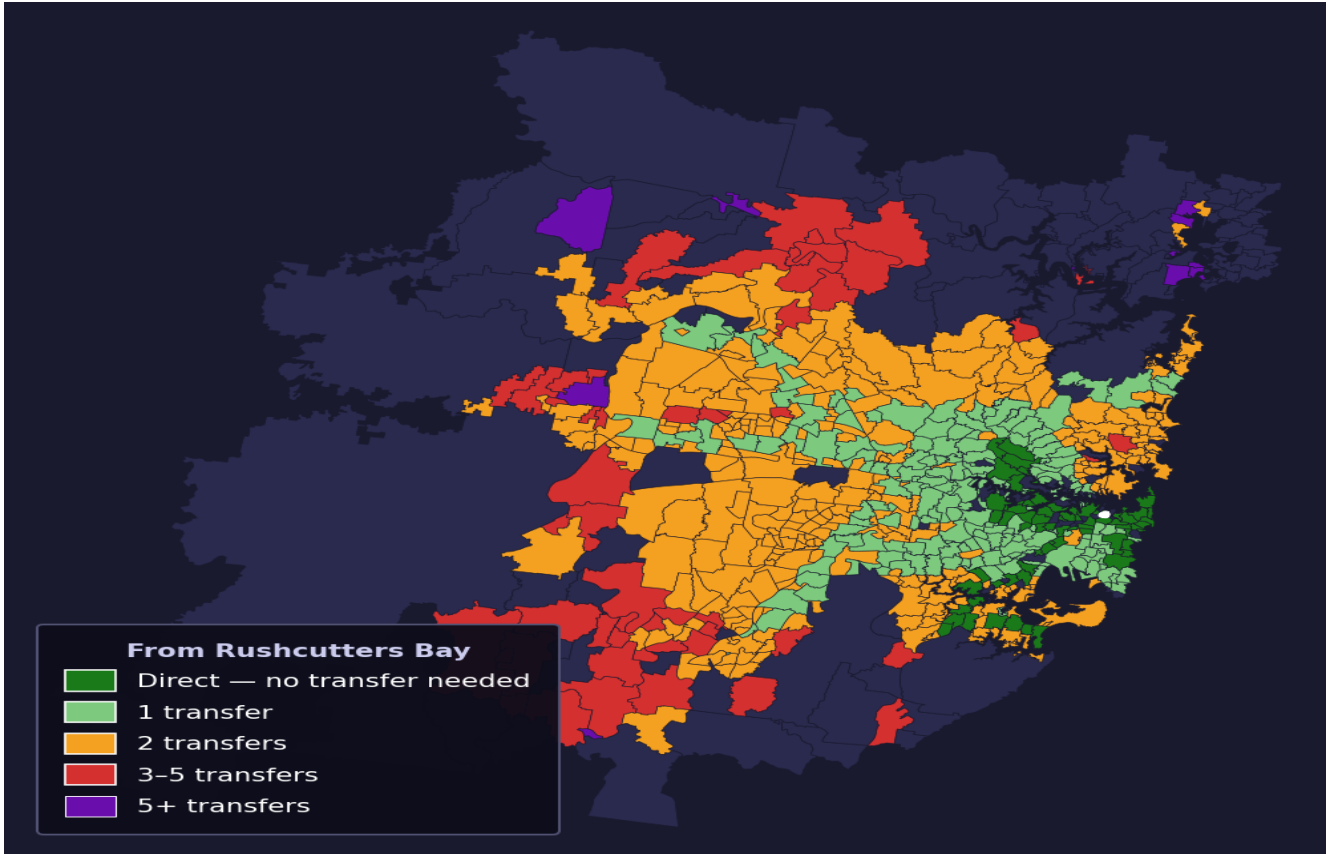 From Rushcutters Bay
Direct — no transfer needed
1 transfer
2 transfers
3–5 transfers
5+ transfers